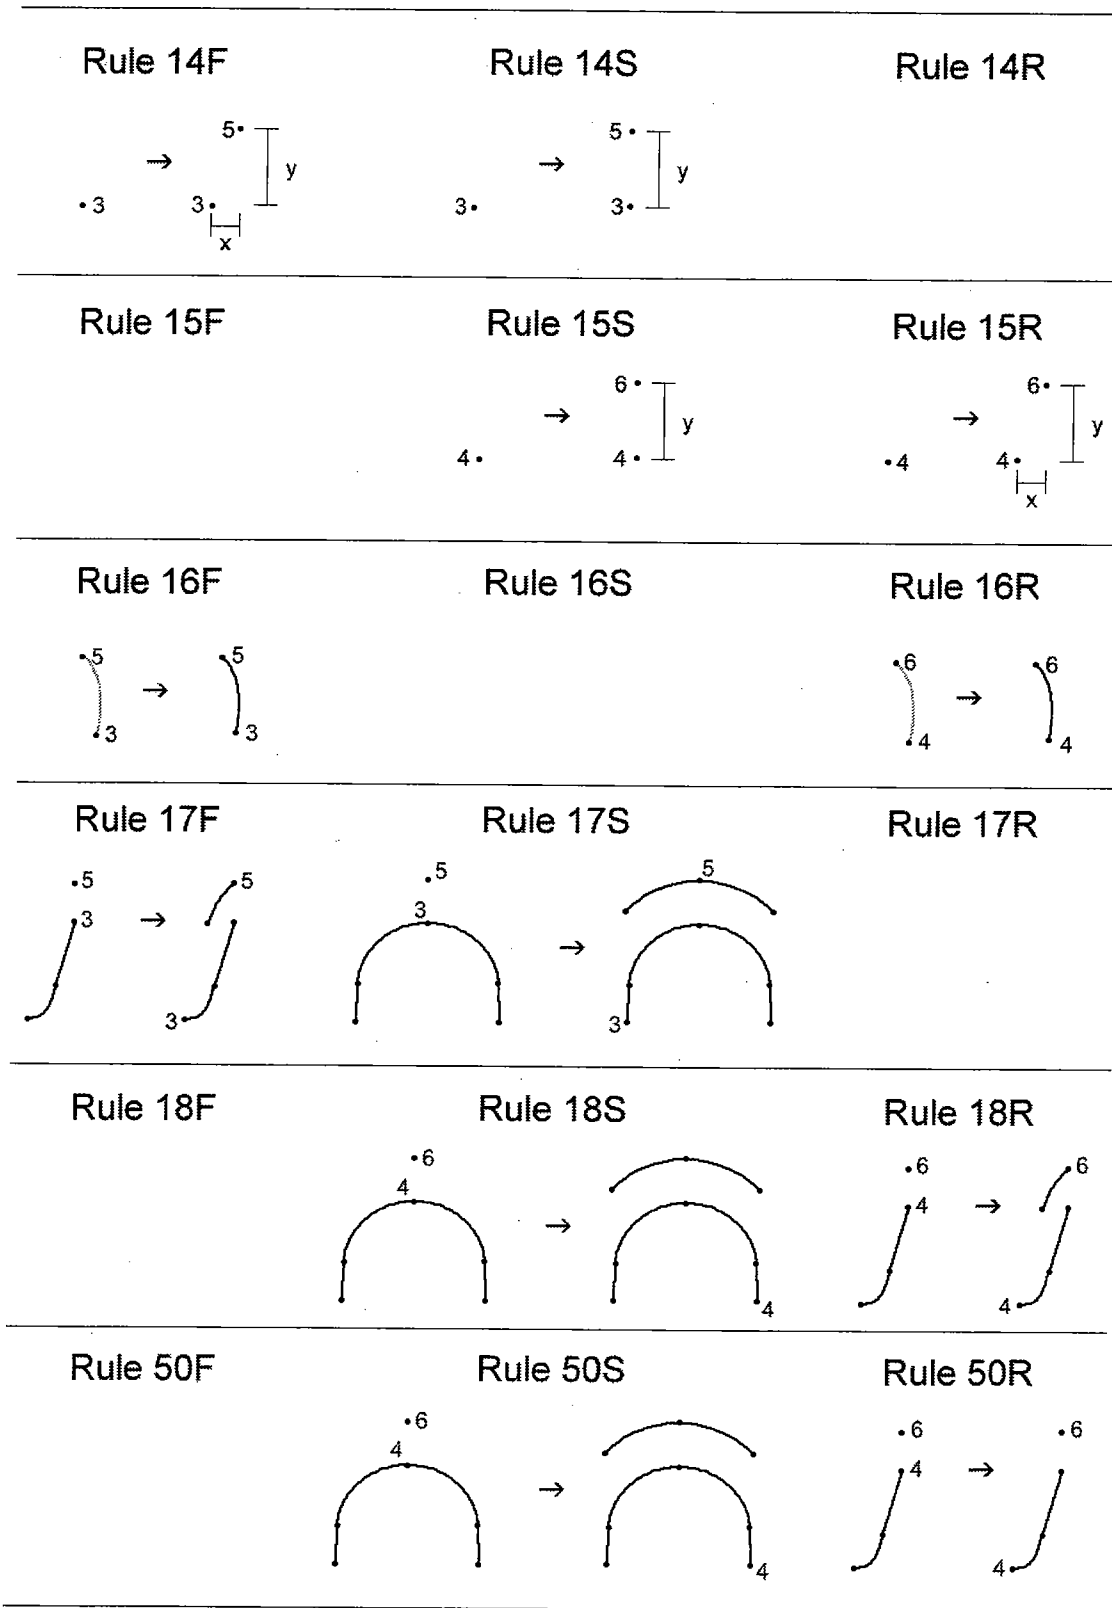 Rule 14F Rule 14S Rule 14R
5 y 5 y
3 3 3 3
x
Rule 15F Rule 15S Rule 15R
6 y 6 y
4 4 4 4
x
Rule 16F Rule 16S Rule 16R
5 5 6 6
3 3 4 4
Rule 17F Rule 17S Rule 17R
5 5 5 5
3 3
3 3
Rule 18F Rule 18S Rule 18R
6 6 6
4 4
4 4
Rule 50F Rule 50S Rule 50R
6 6 6
4 4
4 4